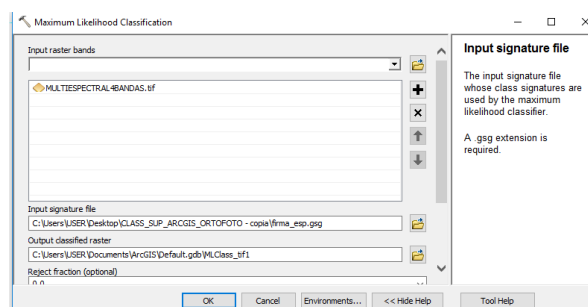 Maximum Likelihood Classification
Input raster bands
MULTIESPECTRAL4BANDAS.tif
Input signature file
C:\Users\USER\Desktop\CLASS_SUP_ARCGIS_ORTOFOTO - copia\firma_esp.gsg
Output classified raster
C:\Users\USER\Documents\ArcGIS\Default.gdb\MLClass_tif1
Reject fraction (optional)
0.0
OK
Cancel
Environments...
<< Hide Help
Tool Help
Input signature file
The input signature file
whose class signatures are
used by the maximum
likelihood classifier.
A .gsg extension is
required.